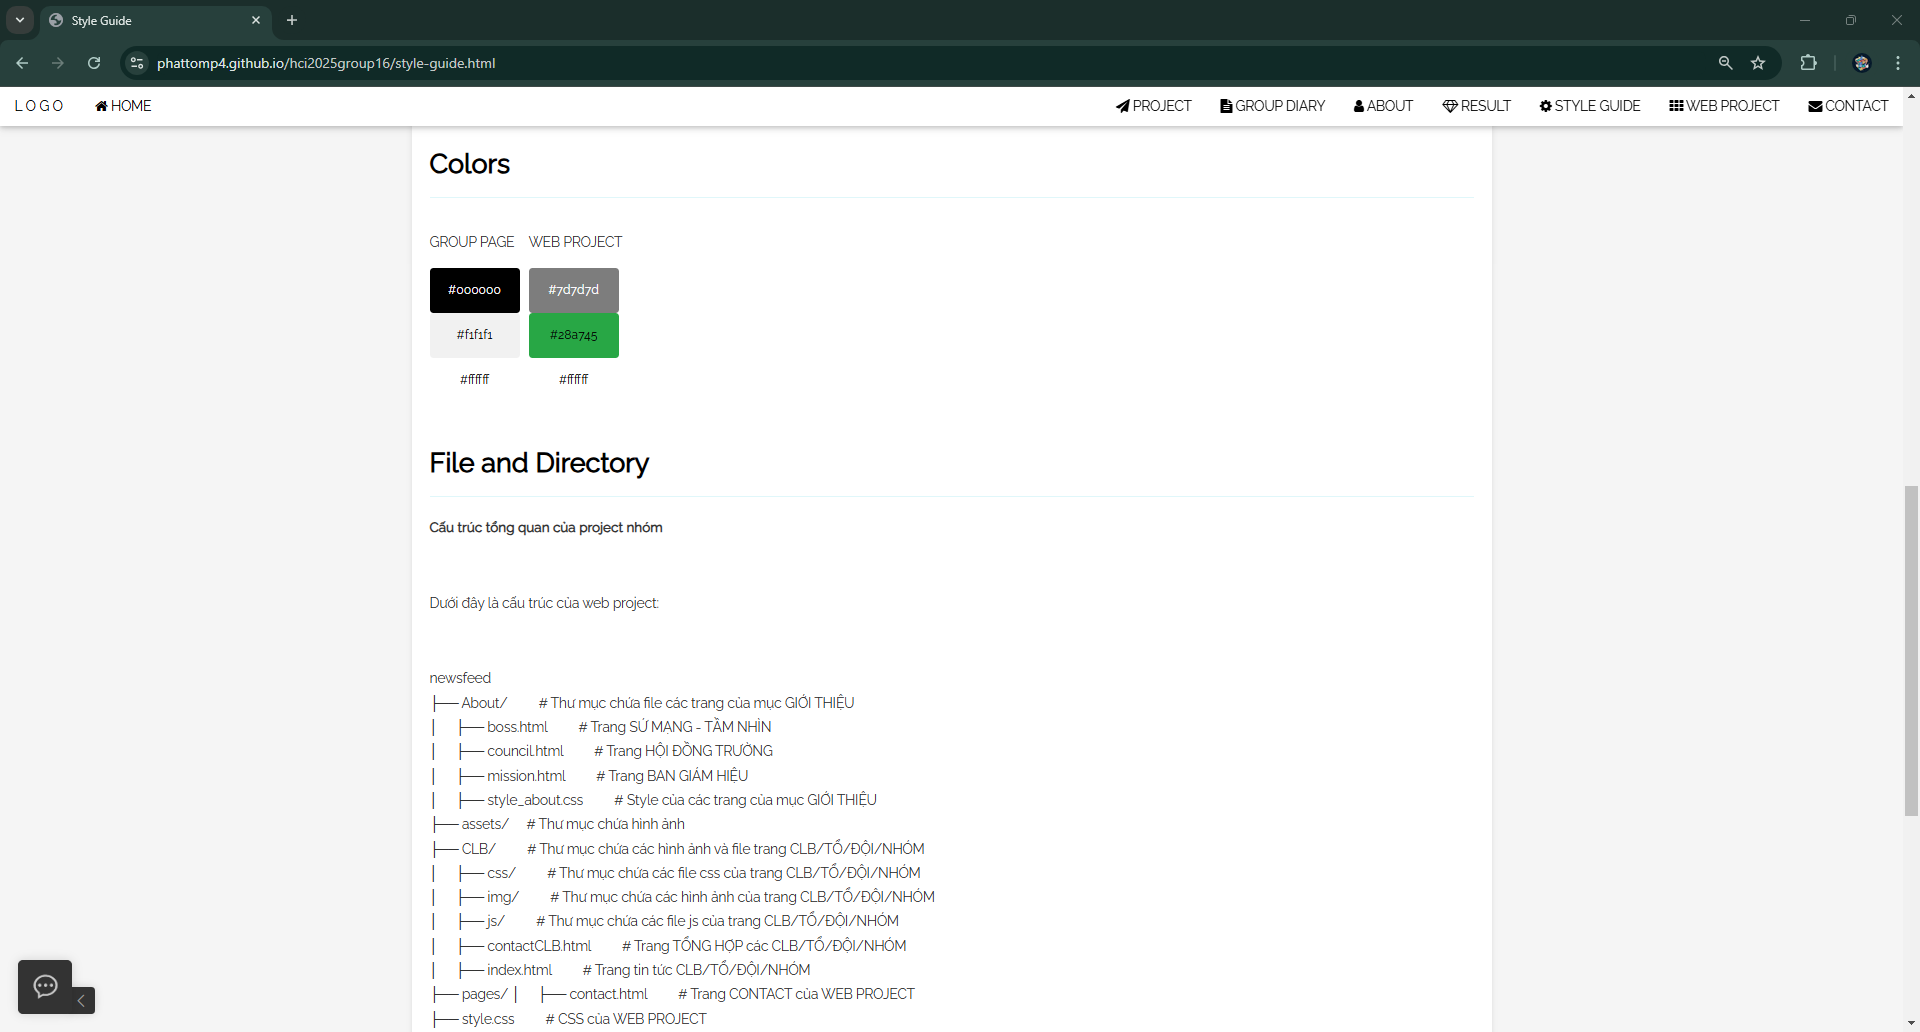 Style Guide
phattomp4.github.io/hci2025group16/style-guide.html
LOGO HOME PROJECT GROUP DIARY ABOUT RESULT STYLE GUIDE WEB PROJECT CONTACT
Colors
GROUP PAGE WEB PROJECT
#000000 #7d7d7d
#f1f1f1 #28a745
#ffffff #ffffff
File and Directory
Cấu trúc tổng quan của project nhóm
Dưới đây là cấu trúc của web project:
newsfeed
├── About/ # Thư mục chứa file các trang của mục GIỚI THIỆU
│ ├── boss.html # Trang SỨ MẠNG - TẦM NHÌN
│ ├── council.html # Trang HỘI ĐỒNG TRƯỜNG
│ ├── mission.html # Trang BAN GIÁM HIỆU
│ ├── style_about.css # Style của các trang của mục GIỚI THIỆU
├── assets/ # Thư mục chứa hình ảnh
├── CLB/ # Thư mục chứa các hình ảnh và file trang CLB/TỔ/ĐỘI/NHÓM
│ ├── css/ # Thư mục chứa các file css của trang CLB/TỔ/ĐỘI/NHÓM
│ ├── img/ # Thư mục chứa các hình ảnh của trang CLB/TỔ/ĐỘI/NHÓM
│ ├── js/ # Thư mục chứa các file js của trang CLB/TỔ/ĐỘI/NHÓM
│ ├── contactCLB.html # Trang TỔNG HỢP các CLB/TỔ/ĐỘI/NHÓM
│ ├── index.html # Trang tin tức CLB/TỔ/ĐỘI/NHÓM
├── pages/ │ ├── contact.html # Trang CONTACT của WEB PROJECT
├── style.css # CSS của WEB PROJECT